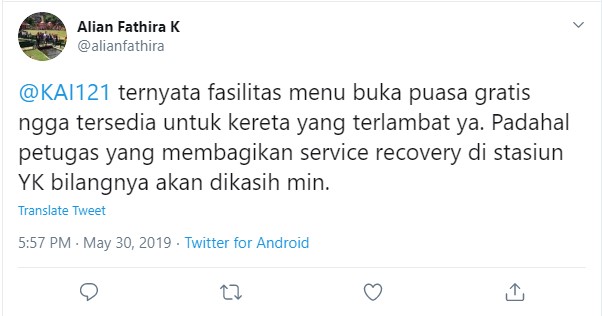 Alian Fathira K
@alianfathira
@KAI121 ternyata fasilitas menu buka puasa gratis
ngga tersedia untuk kereta yang terlambat ya. Padahal
petugas yang membagikan service recovery di stasiun
YK bilangnya akan dikasih min.
Translate Tweet
5:57 PM · May 30, 2019 · Twitter for Android